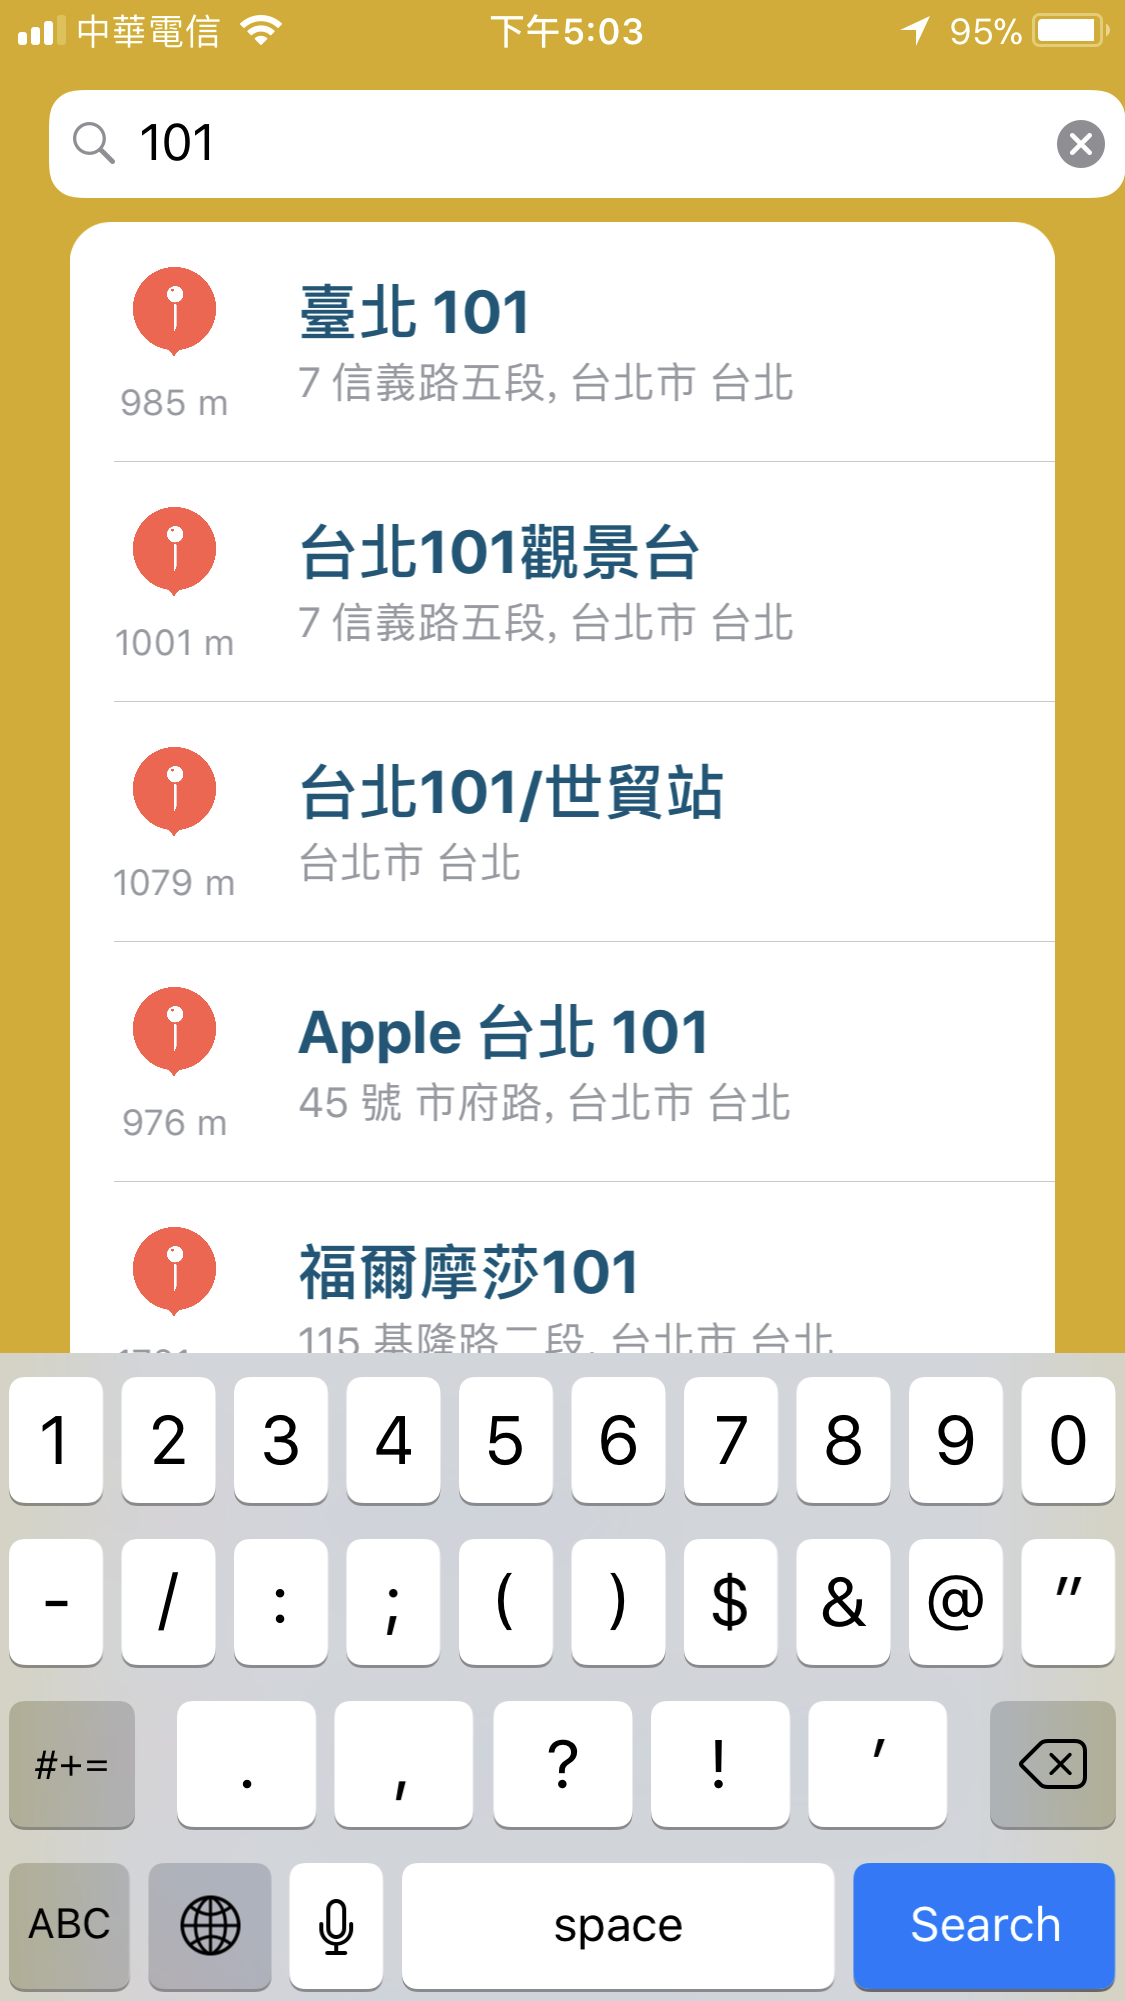 中華電信 下午5:03 95%
101
臺北 101
7 信義路五段, 台北市 台北
985 m
台北101觀景台
7 信義路五段, 台北市 台北
1001 m
台北101/世貿站
台北市 台北
1079 m
Apple 台北 101
45 號 市府路, 台北市 台北
976 m
福爾摩莎101
115 基隆路二段, 台北市 台北
1 2 3 4 5 6 7 8 9 0
- / : ; ( ) $ & @ "
#+= . , ? ! '
ABC space Search